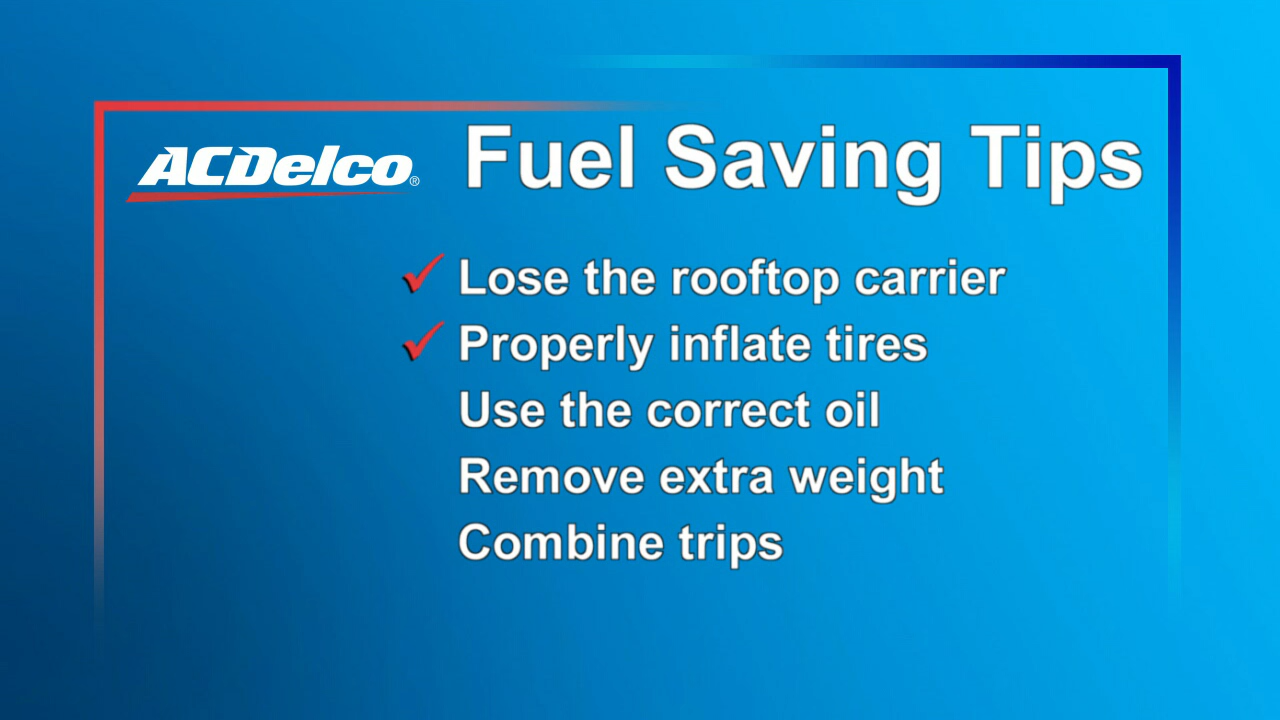 ACDelco®
Fuel Saving Tips
✓ Lose the rooftop carrier
✓ Properly inflate tires
Use the correct oil
Remove extra weight
Combine trips